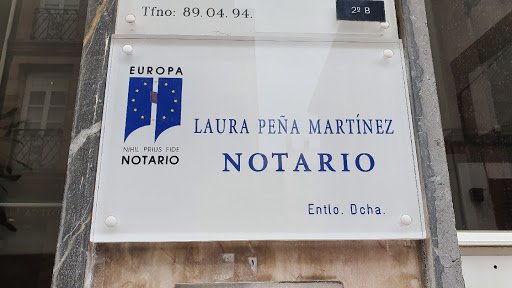 Tfno: 89.04.94.
2º B
EUROPA
NIHIL PRIUS FIDE
NOTARIO
LAURA PEÑA MARTÍNEZ
NOTARIO
Entlo. Dcha.